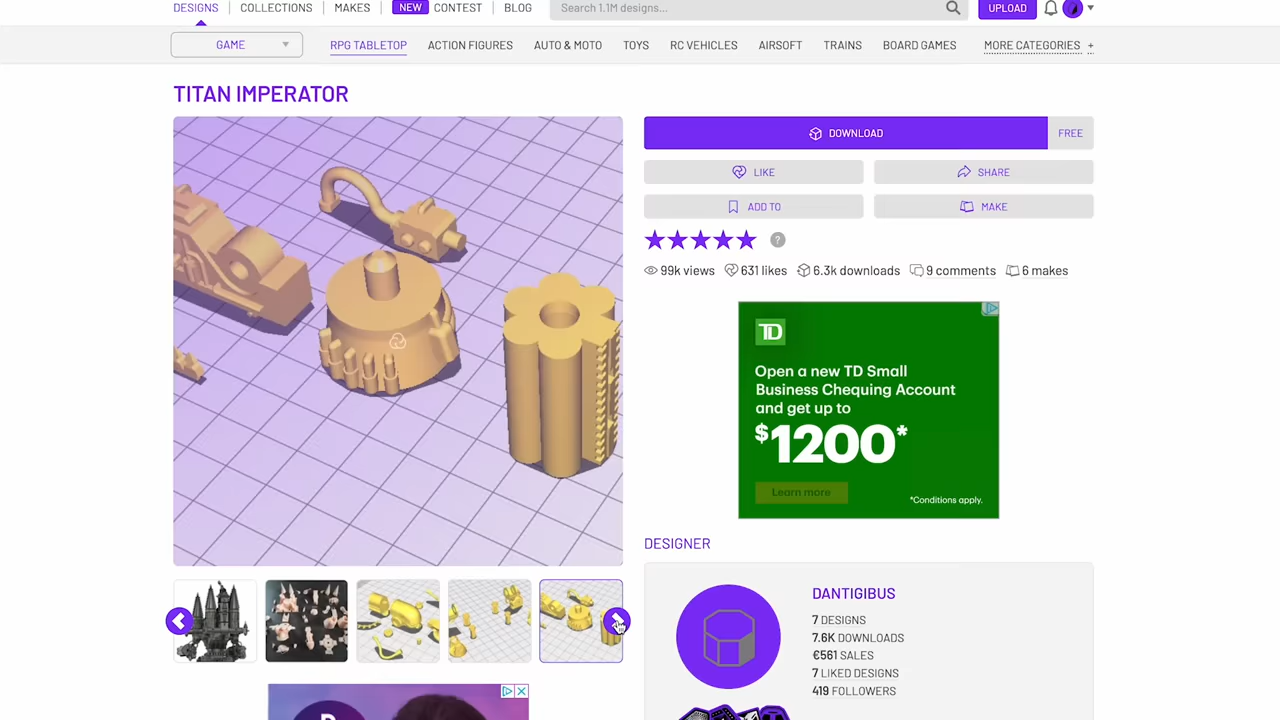 DESIGNS COLLECTIONS MAKES NEW CONTEST BLOG Search 1.1M designs... UPLOAD
GAME RPG TABLETOP ACTION FIGURES AUTO & MOTO TOYS RC VEHICLES AIRSOFT TRAINS BOARD GAMES MORE CATEGORIES +
TITAN IMPERATOR
DOWNLOAD FREE
LIKE SHARE
ADD TO MAKE
?
99k views 631 likes 6.3k downloads 9 comments 6 makes
TD
Open a new TD Small
Business Chequing Account
and get up to
$1200*
Learn more
*Conditions apply.
DESIGNER
DANTIGIBUS
7 DESIGNS
7.6K DOWNLOADS
€561 SALES
7 LIKED DESIGNS
419 FOLLOWERS